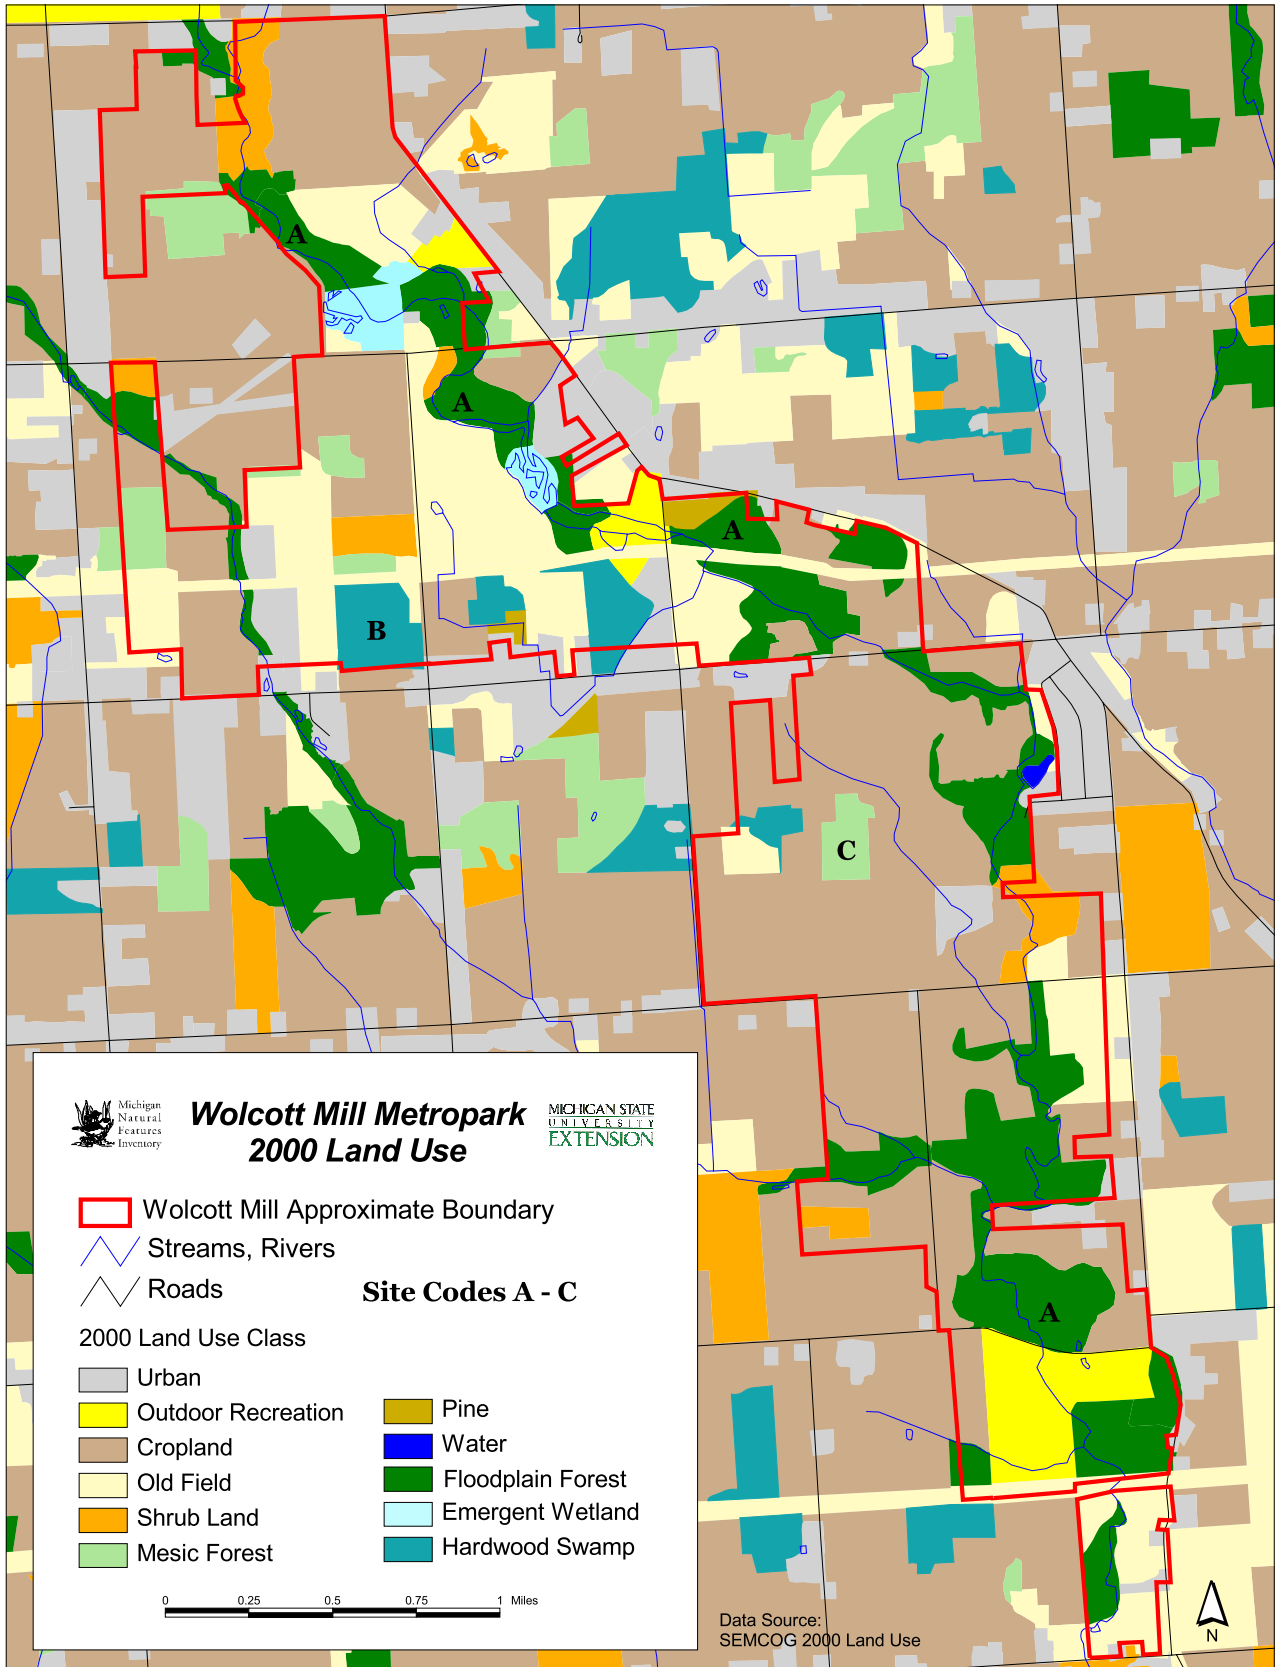 A
A
A
B
C
A
Michigan
Natural
Features
Inventory
Wolcott Mill Metropark
2000 Land Use
MICHIGAN STATE
UNIVERSITY
EXTENSION
Wolcott Mill Approximate Boundary
Streams, Rivers
Roads
Site Codes A - C
2000 Land Use Class
Urban
Outdoor Recreation
Cropland
Old Field
Shrub Land
Mesic Forest
Pine
Water
Floodplain Forest
Emergent Wetland
Hardwood Swamp
0 0.25 0.5 0.75 1 Miles
Data Source:
SEMCOG 2000 Land Use
N